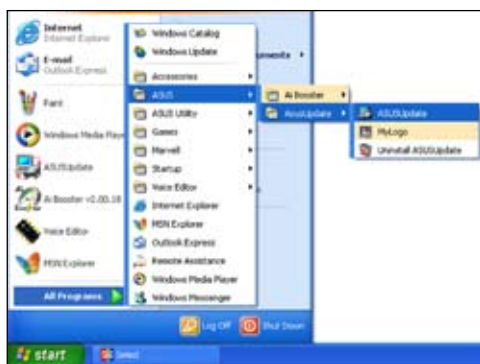 Internet
Internet Explorer
E-mail
Outlook Express
Paint
Windows Media Player
ASUSUpdate
Ai Booster v2.00.18
Voice Editor
MSN Explorer
All Programs
Windows Catalog
Windows Update
Accessories
ASUS
ASUS Utility
Games
Marvell
Startup
Voice Editor
Internet Explorer
MSN Explorer
Outlook Express
Remote Assistance
Windows Media Player
Windows Messenger
Ai Booster
AsusUpdate
ASUSUpdate
MyLogo
Uninstall ASUSUpdate
Log Off
Shut Down
start